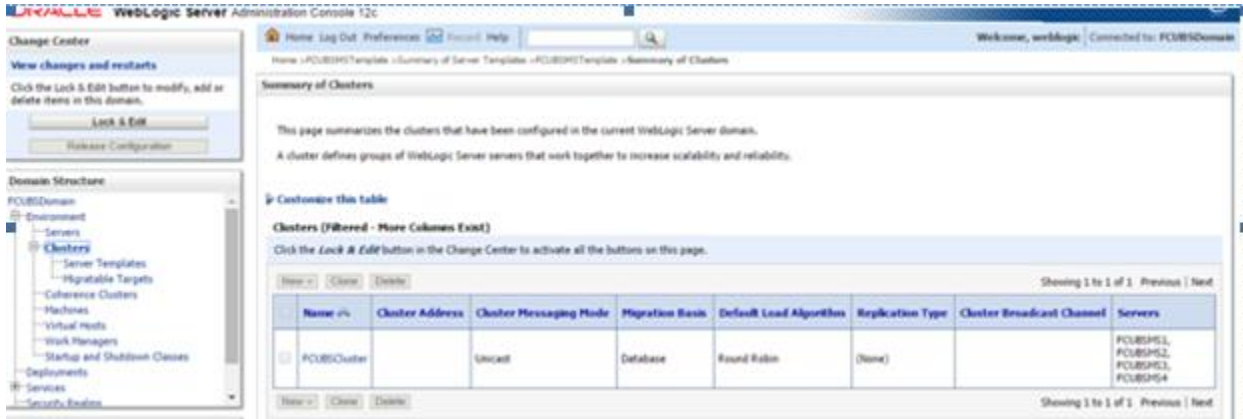 ORACLE WebLogic Server Administration Console 12c
Change Center
View changes and restarts
Click the Lock & Edit button to modify, add or
delete items in this domain.
Lock & Edit
Release Configuration
Domain Structure
FCUBSDomain
Environment
Servers
Clusters
Server Templates
Migratable Targets
Coherence Clusters
Machines
Virtual Hosts
Work Managers
Startup and Shutdown Classes
Deployments
Services
Security Realms
Home Log Out Preferences Record Help
Welcome, weblogic Connected to: FCUBSDomain
Home >FCUBSMSTemplate >Summary of Server Templates >FCUBSMSTemplate >Summary of Clusters
Summary of Clusters
This page summarizes the clusters that have been configured in the current WebLogic Server domain.
A cluster defines groups of WebLogic Server servers that work together to increase scalability and reliability.
Customize this table
Clusters (Filtered - More Columns Exist)
Click the Lock & Edit button in the Change Center to activate all the buttons on this page.
New Clone Delete
Showing 1 to 1 of 1 Previous | Next
Name Cluster Address Cluster Messaging Mode Migration Basis Default Load Algorithm Replication Type Cluster Broadcast Channel Servers
FCUBSCluster Unicast Database Round Robin (None) FCUBSMS1,
FCUBSMS2,
FCUBSMS3,
FCUBSMS4
New Clone Delete
Showing 1 to 1 of 1 Previous | Next